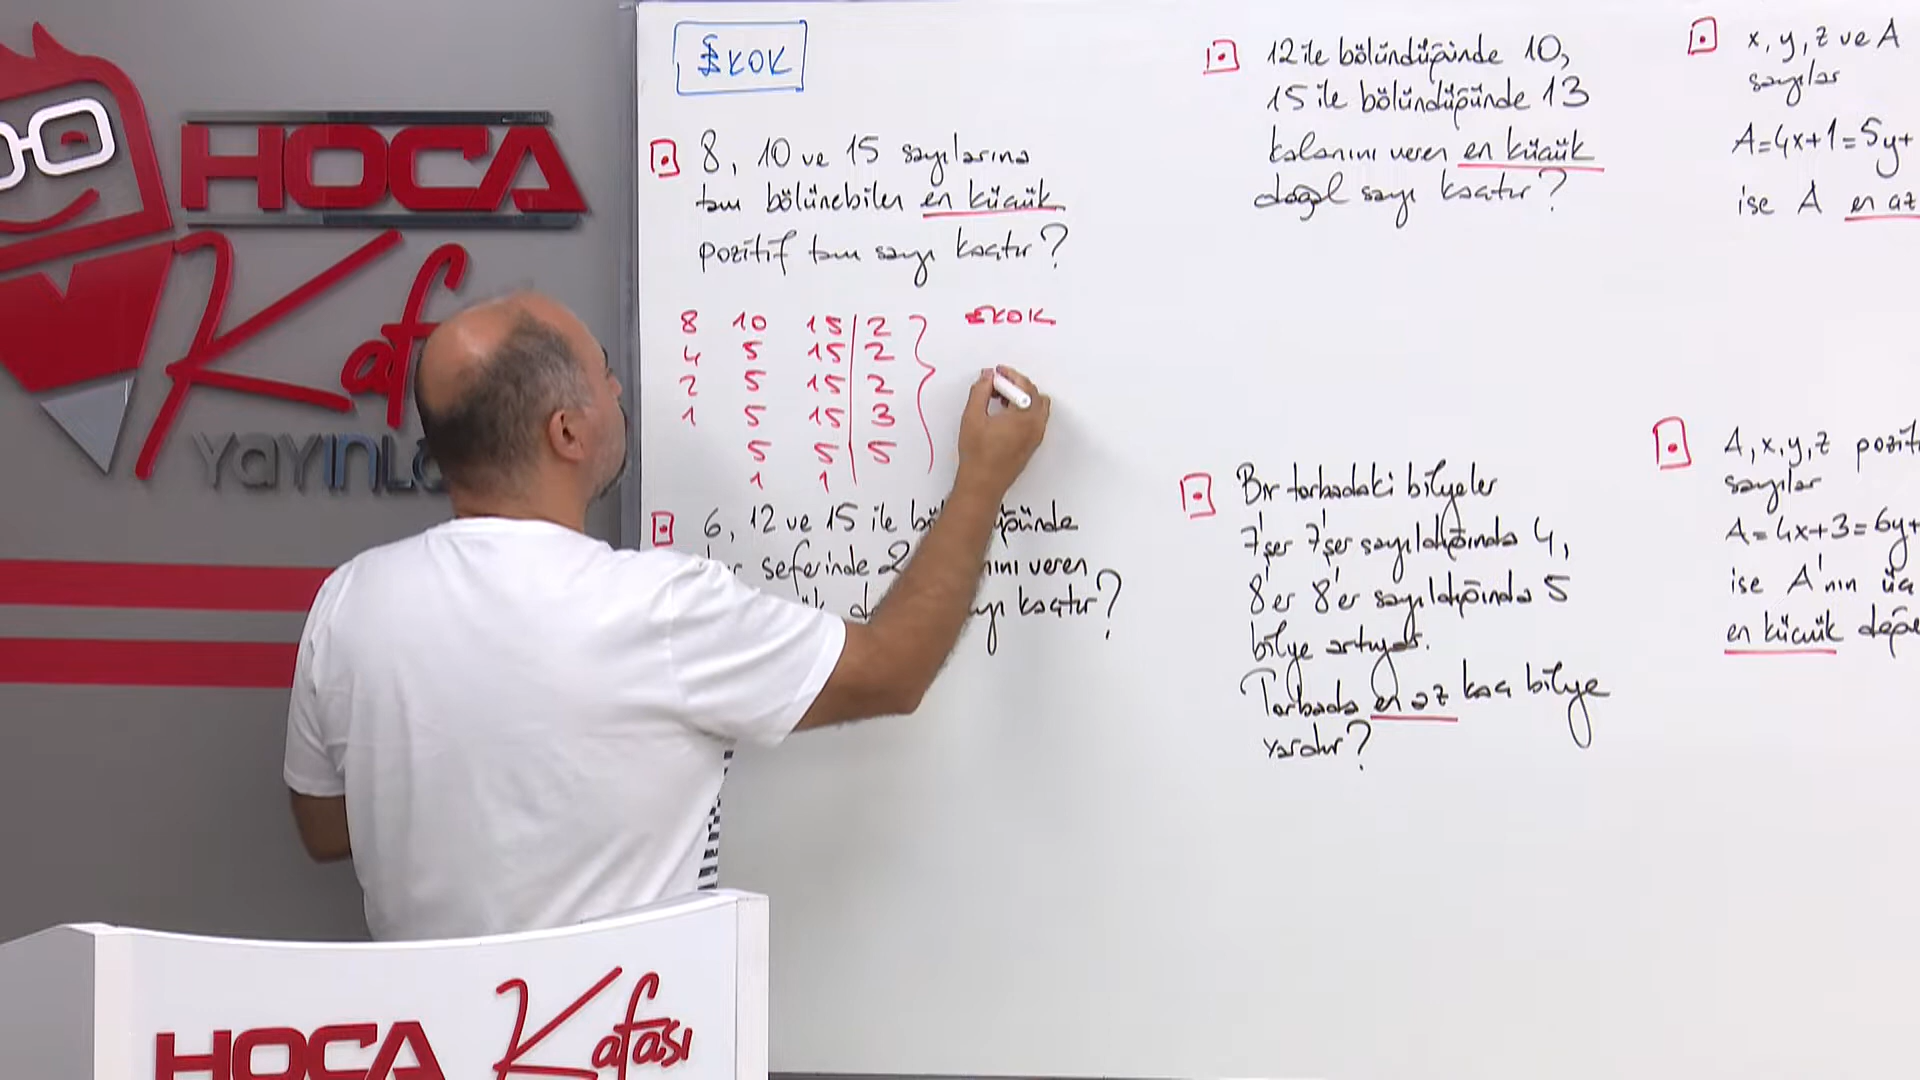 HOCA
Kafa
YAYINLA
EKOK
8, 10 ve 15 sayılarına
tam bölünebilen en küçük
pozitif tam sayı kaçtır?
8 10 15 2
4 5 15 2
2 5 15 2
1 5 15 3
5 5 5
1 1
EKOK
6, 12 ve 15 ile
seferinde 2 veren
kaçtır?
12 ile bölündüğünde 10,
15 ile bölündüğünde 13
kalanını veren en küçük
doğal sayı kaçtır?
Bir torbadaki bilyeler
7'şer 7'şer sayıldığında 4,
8'er 8'er sayıldığında 5
bilye artıyor.
Torbada en az kaç bilye
vardır?
x, y, z ve A
sayılar
A=4x+1=5y+
ise A en az
A, x, y, z pozit
sayılar
A=4x+3=6y+
ise A'nın üç
en küçük değe
HOCA
Kafası